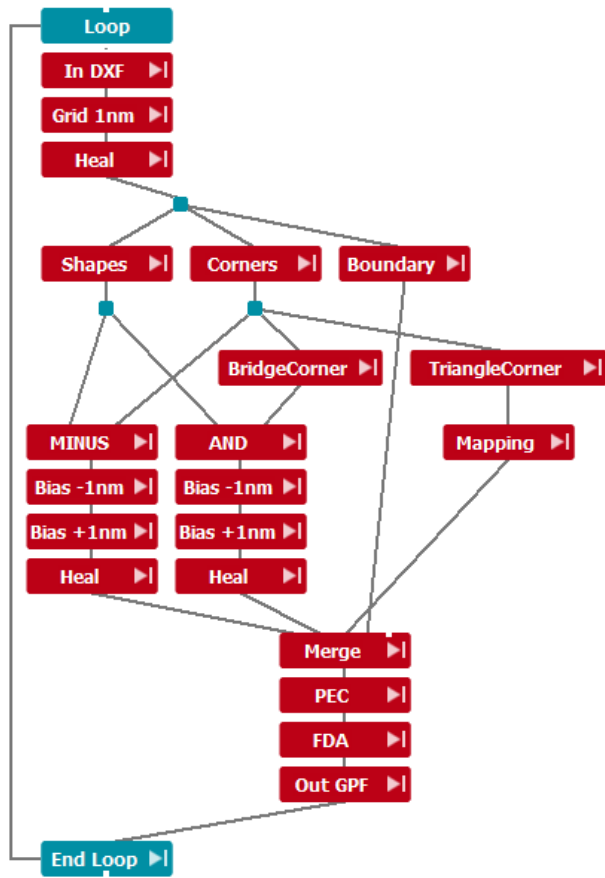 Loop
In DXF
Grid 1nm
Heal
Shapes
Corners
Boundary
BridgeCorner
TriangleCorner
MINUS
AND
Mapping
Bias -1nm
Bias -1nm
Bias +1nm
Bias +1nm
Heal
Heal
Merge
PEC
FDA
Out GPF
End Loop